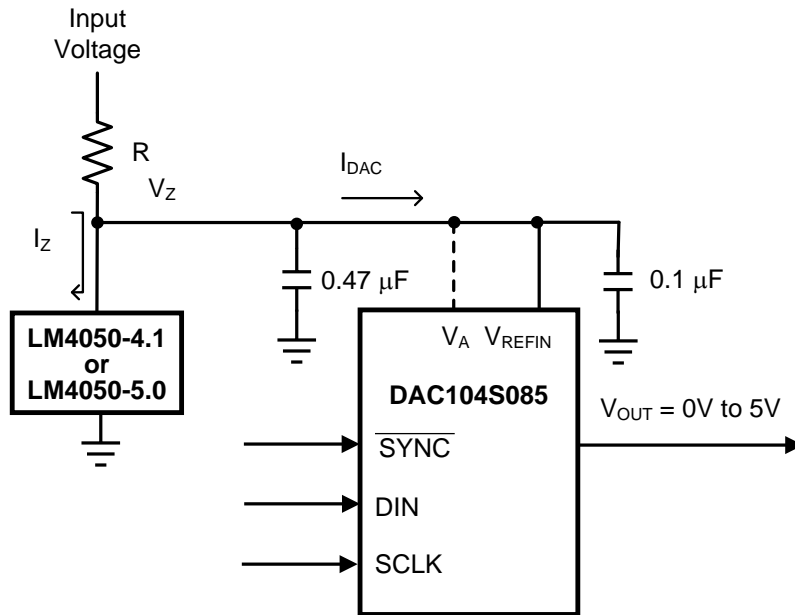 Input
Voltage
R
V_Z
I_DAC
I_Z
0.47 μF
0.1 μF
LM4050-4.1
or
LM4050-5.0
V_A V_REFIN
DAC104S085
V_OUT = 0V to 5V
SYNC
DIN
SCLK